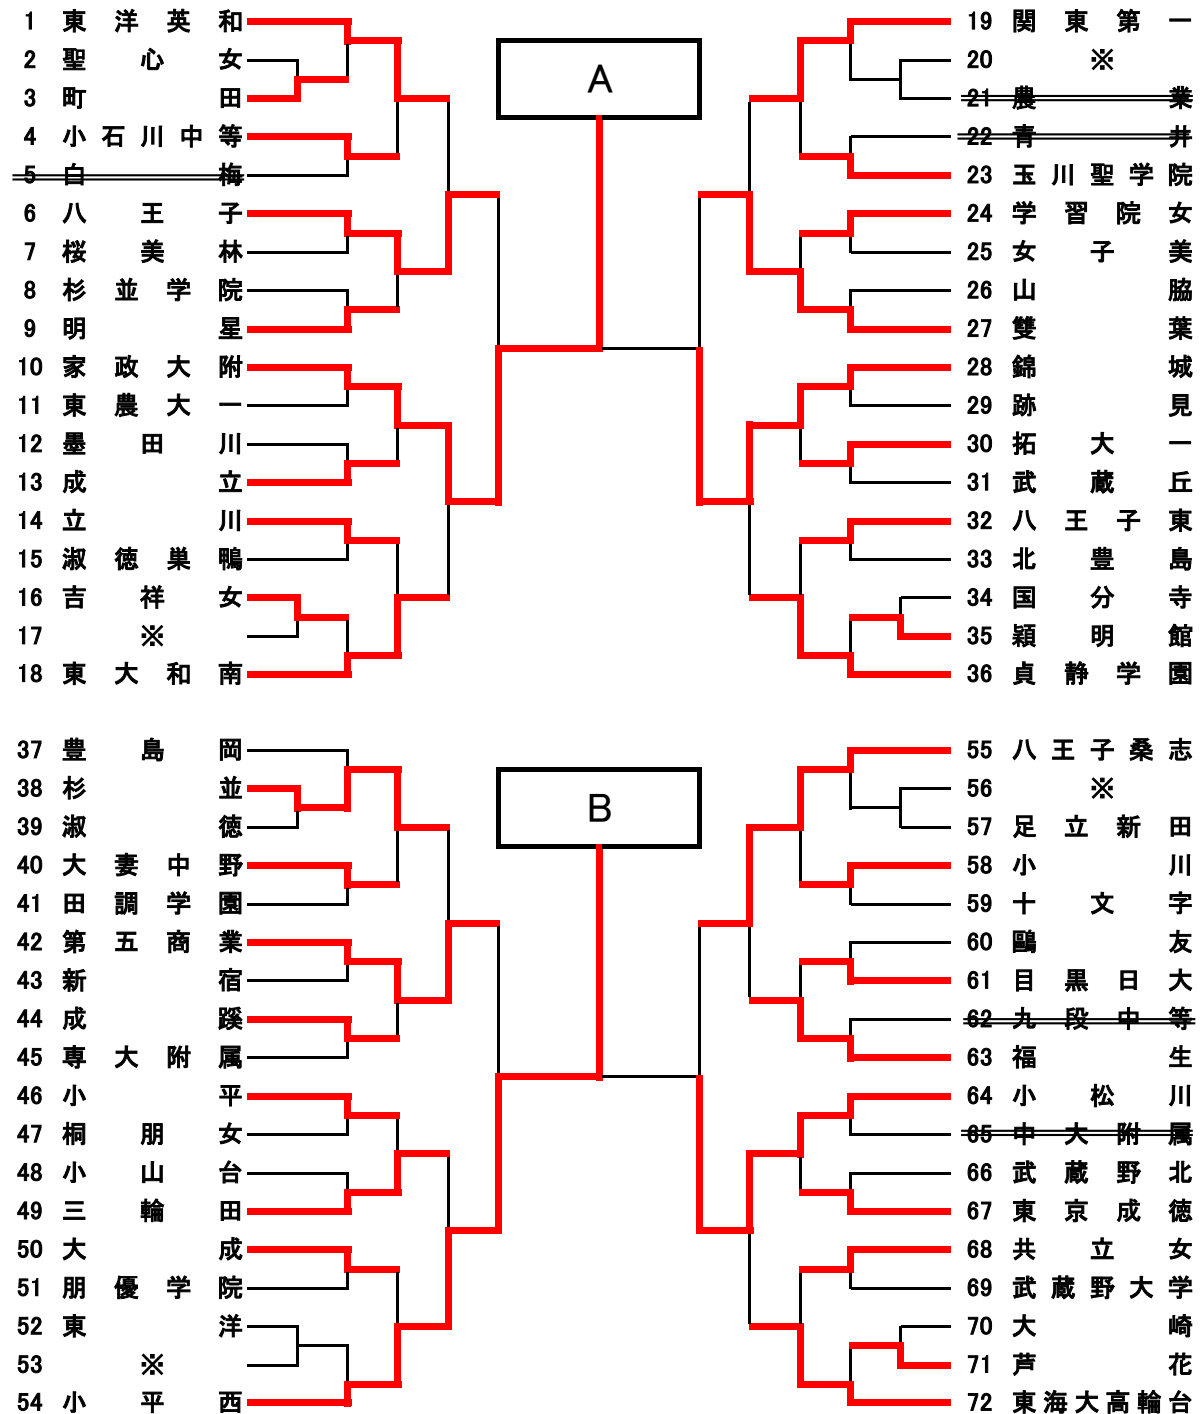 1 東洋英和
2 聖心女
3 町田
4 小石川中等
5 白梅
6 八王子
7 桜美林
8 杉並学院
9 明星
10 家政大附
11 東農大一
12 墨田川
13 成立
14 立川
15 淑徳巣鴨
16 吉祥女
17 ※
18 東大和南
A
19 関東第一
20 ※
21 農業
22 青井
23 玉川聖学院
24 学習院女
25 女子美
26 山脇
27 雙葉
28 錦城
29 跡見
30 拓大一
31 武蔵丘
32 八王子東
33 北豊島
34 国分寺
35 穎明館
36 貞静学園
37 豊島岡
38 杉並
39 淑徳
40 大妻中野
41 田調学園
42 第五商業
43 新宿
44 成蹊
45 専大附属
46 小平
47 桐朋女
48 小山台
49 三輪田
50 大成
51 朋優学院
52 東洋
53 ※
54 小平西
B
55 八王子桑志
56 ※
57 足立新田
58 小川
59 十文字
60 鷗友
61 目黒日大
62 九段中等
63 福生
64 小松川
65 中大附属
66 武蔵野北
67 東京成徳
68 共立女
69 武蔵野大学
70 大崎
71 芦花
72 東海大高輪台